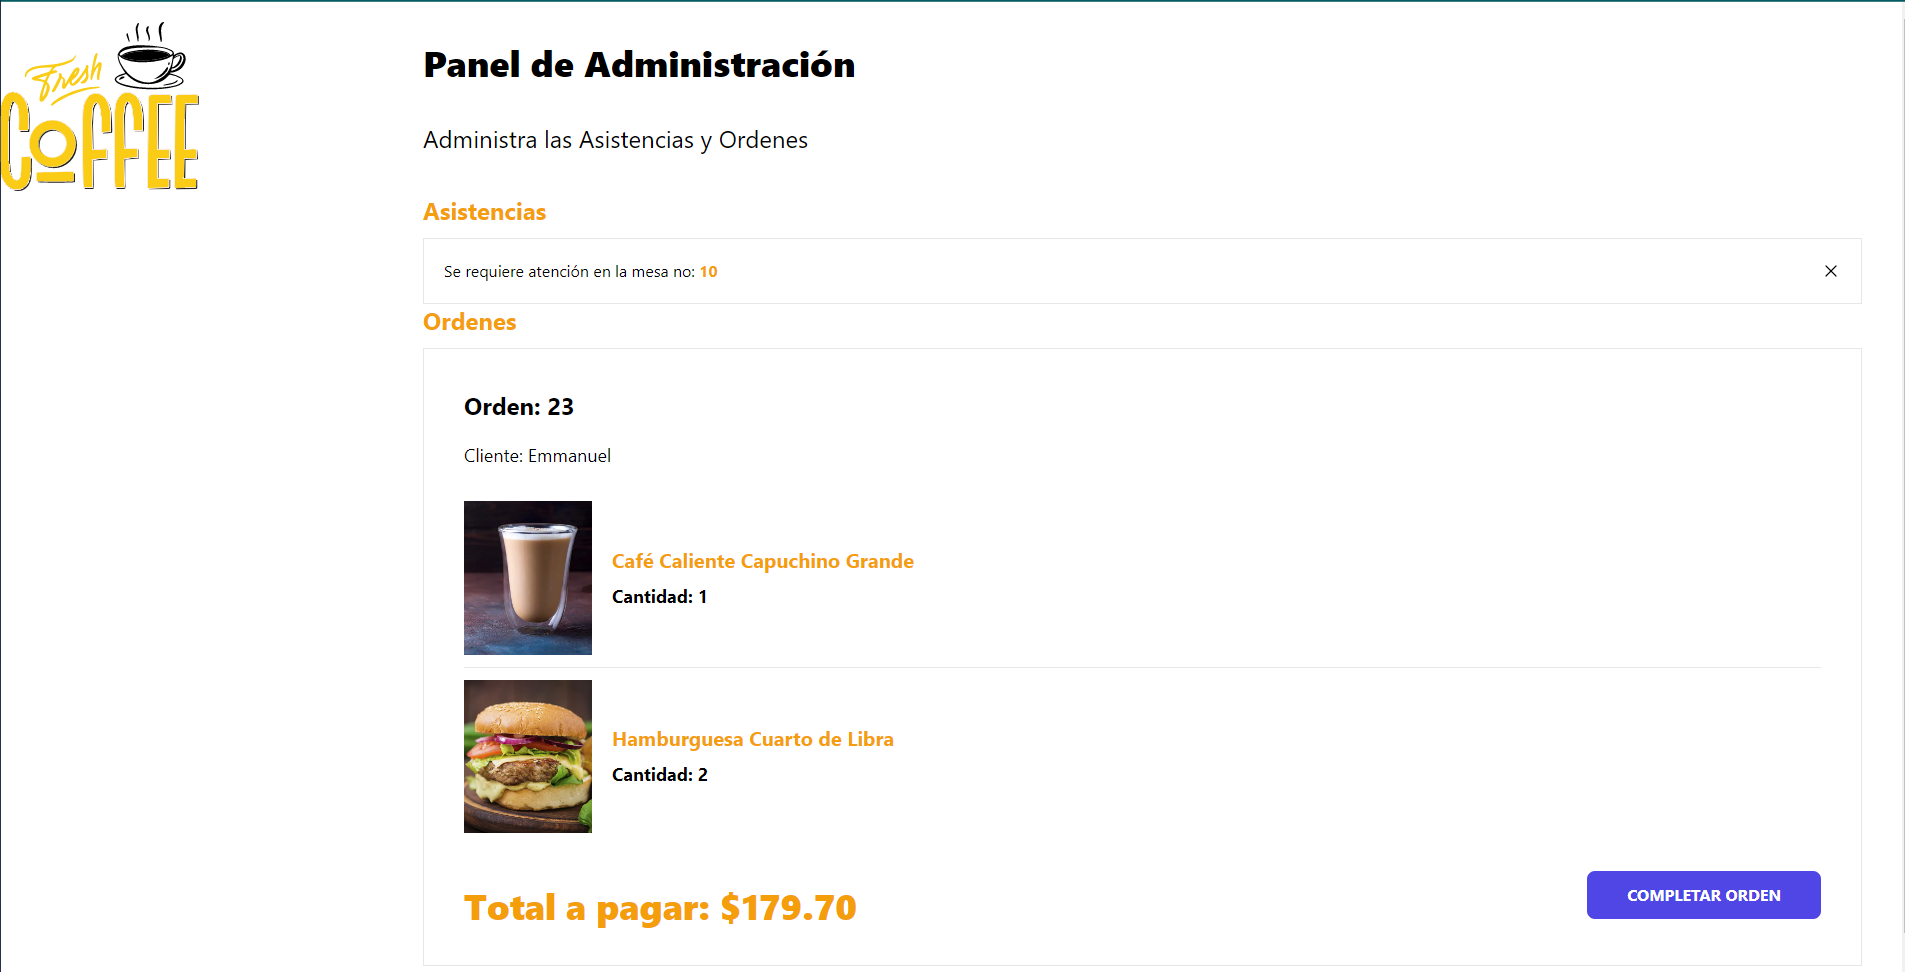 Fresh
COFFEE
Panel de Administración
Administra las Asistencias y Ordenes
Asistencias
Se requiere atención en la mesa no: 10
Ordenes
Orden: 23
Cliente: Emmanuel
Café Caliente Capuchino Grande
Cantidad: 1
Hamburguesa Cuarto de Libra
Cantidad: 2
Total a pagar: $179.70
COMPLETAR ORDEN